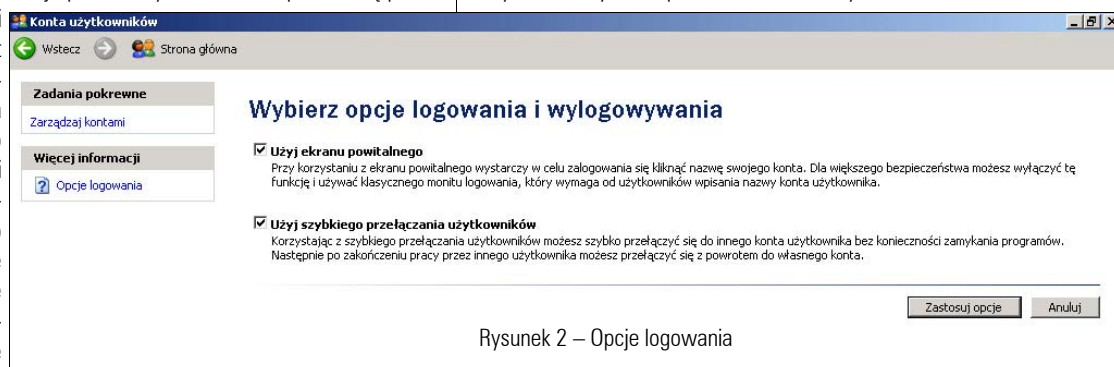 Konta użytkowników
Wstecz
Strona główna
Zadania pokrewne
Zarządzaj kontami
Więcej informacji
Opcje logowania
Wybierz opcje logowania i wylogowywania
Użyj ekranu powitalnego
Przy korzystaniu z ekranu powitalnego wystarczy w celu zalogowania się kliknąć nazwę swojego konta. Dla większego bezpieczeństwa możesz wyłączyć tę
funkcję i używać klasycznego monitu logowania, który wymaga od użytkowników wpisania nazwy konta użytkownika.
Użyj szybkiego przełączania użytkowników
Korzystając z szybkiego przełączania użytkowników możesz szybko przełączyć się do innego konta użytkownika bez konieczności zamykania programów.
Następnie po zakończeniu pracy przez innego użytkownika możesz przełączyć się z powrotem do własnego konta.
Zastosuj opcje
Anuluj
Rysunek 2 – Opcje logowania